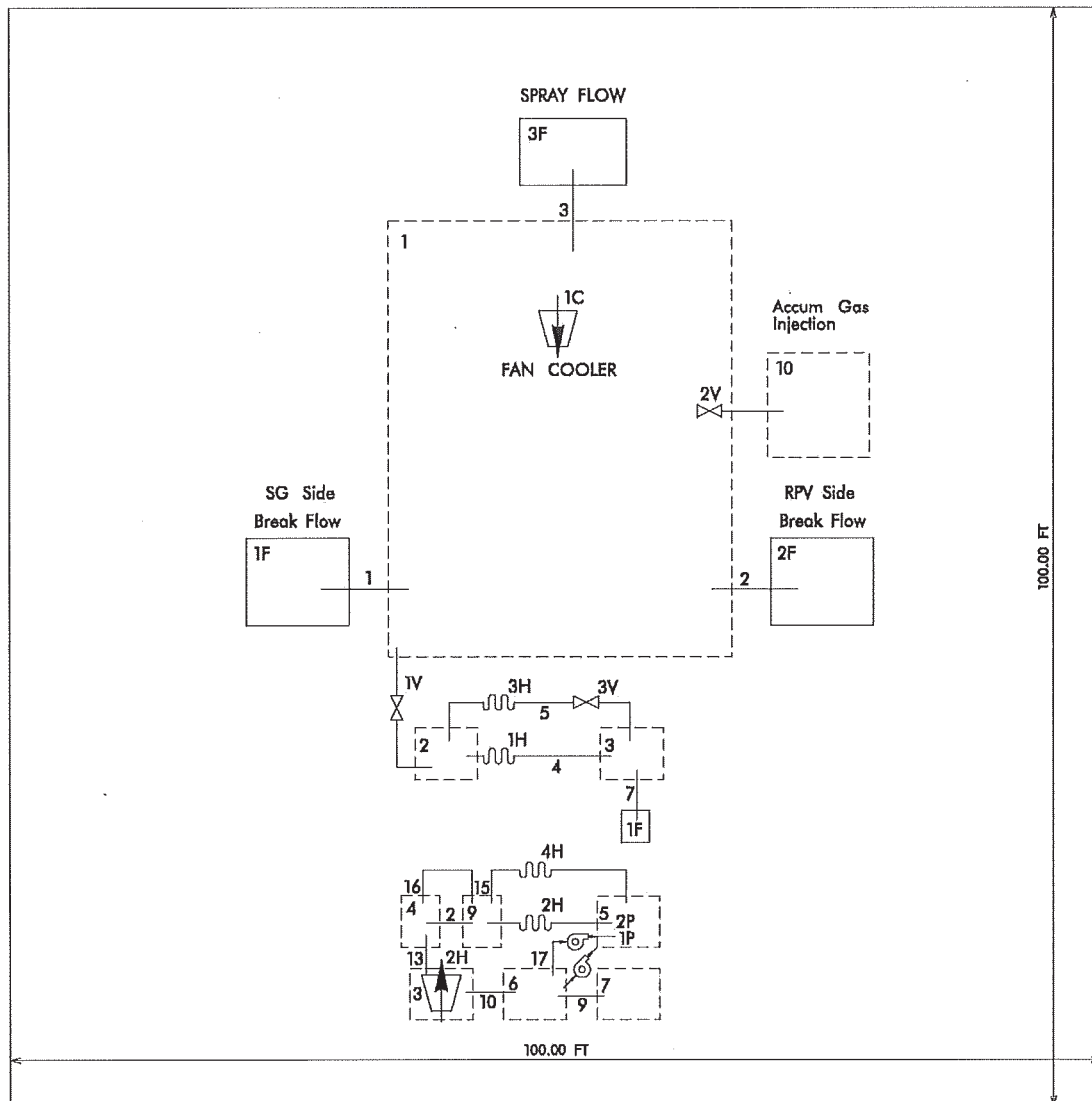 SPRAY FLOW
3F
3
1
1C
FAN COOLER
Accum Gas
Injection
10
2V
SG Side
Break Flow
1F
1
RPV Side
Break Flow
2F
2
100.00 FT
1V
3H
3V
5
2
1H
3
4
7
1F
4H
16
15
4
2
9
2H
5
2P
1P
13
2H
17
3
6
7
10
9
100.00 FT